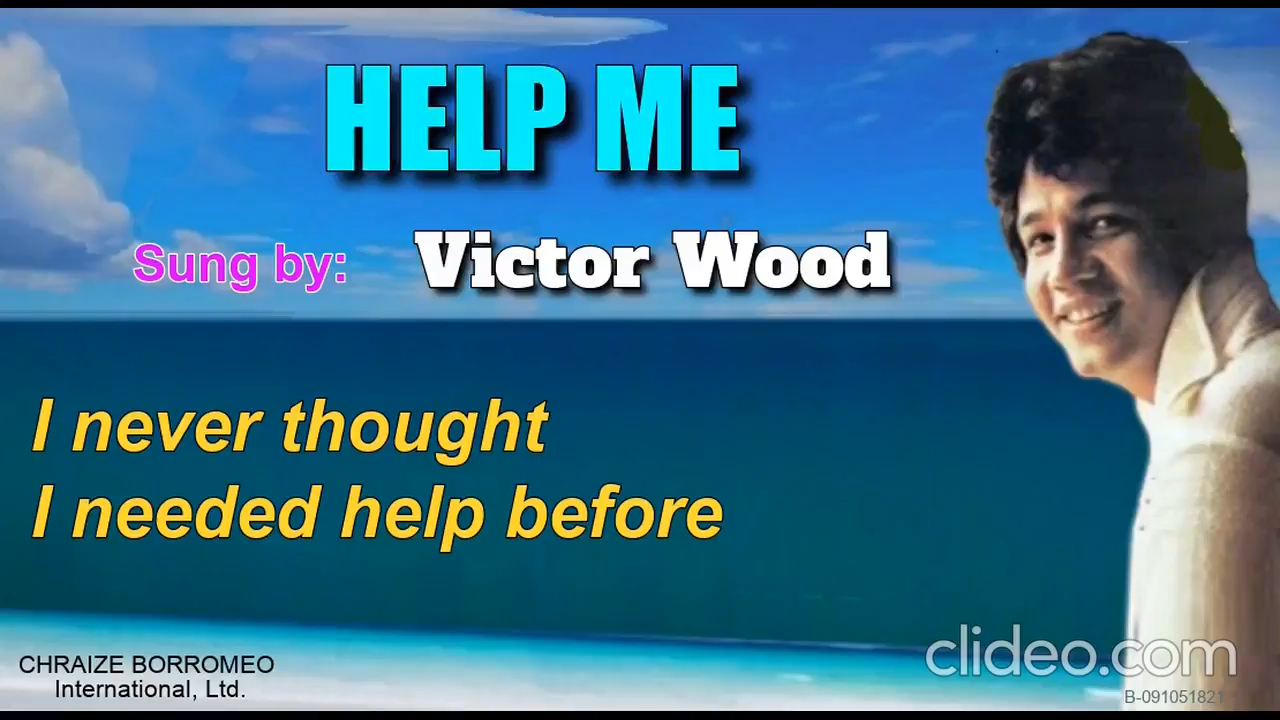 HELP ME
Sung by: Victor Wood
I never thought
I needed help before
CHRAIZE BORROMEO
International, Ltd.
clideo.com
B-091051821